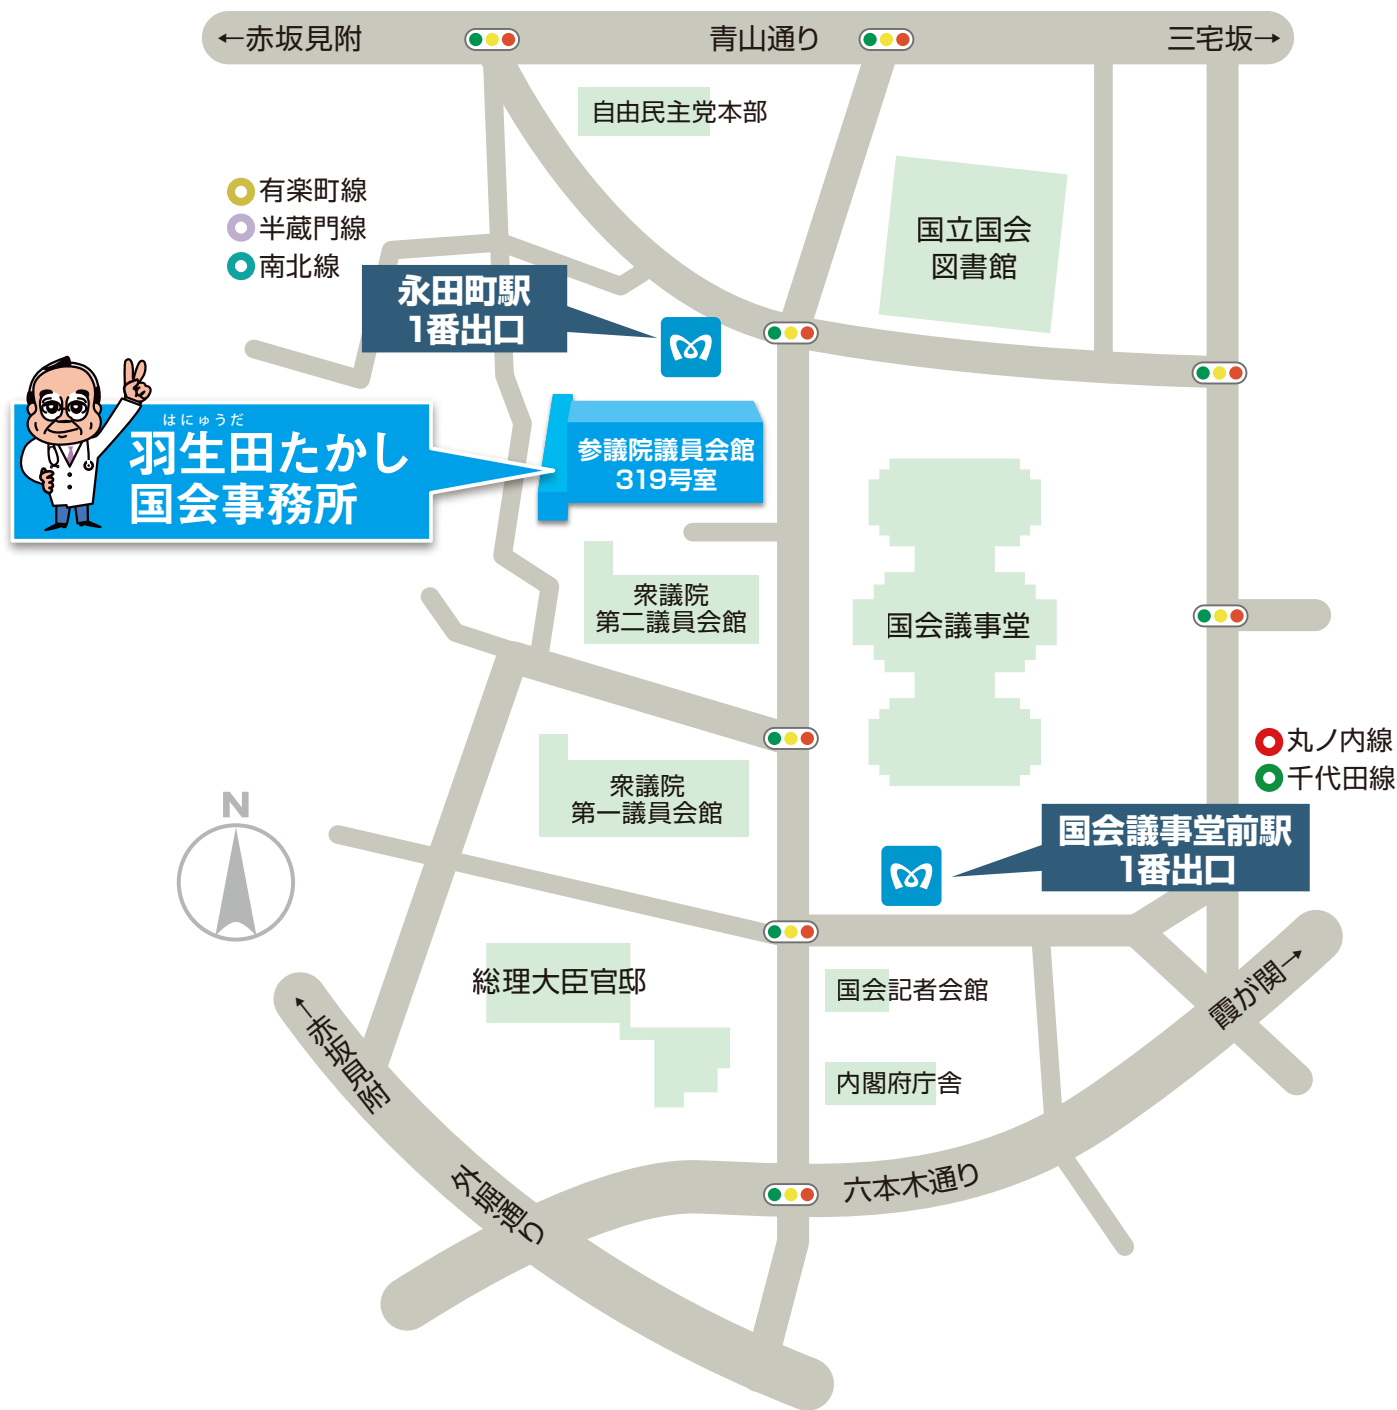 ←赤坂見附
青山通り
三宅坂→
自由民主党本部
有楽町線
半蔵門線
南北線
国立国会
図書館
永田町駅
1番出口
はにゅうだ
羽生田たかし
国会事務所
参議院議員会館
319号室
衆議院
第二議員会館
国会議事堂
丸ノ内線
千代田線
衆議院
第一議員会館
N
国会議事堂前駅
1番出口
総理大臣官邸
国会記者会館
霞が関→
←赤坂見附
内閣府庁舎
外堀通り
六本木通り